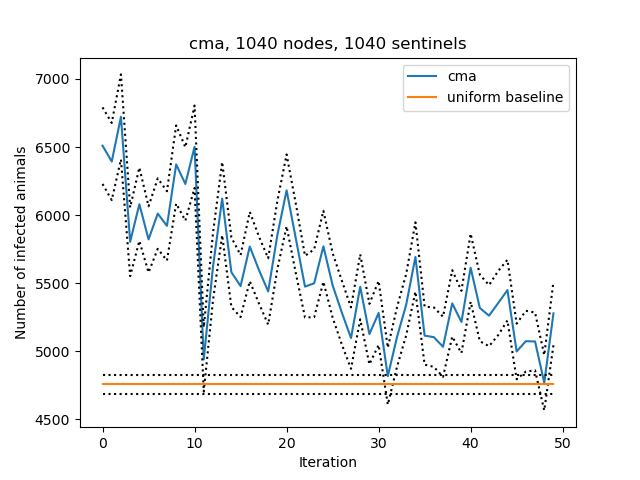 cma, 1040 nodes, 1040 sentinels
cma
uniform baseline
Number of infected animals
7000
6500
6000
5500
5000
4500
0 10 20 30 40 50
Iteration